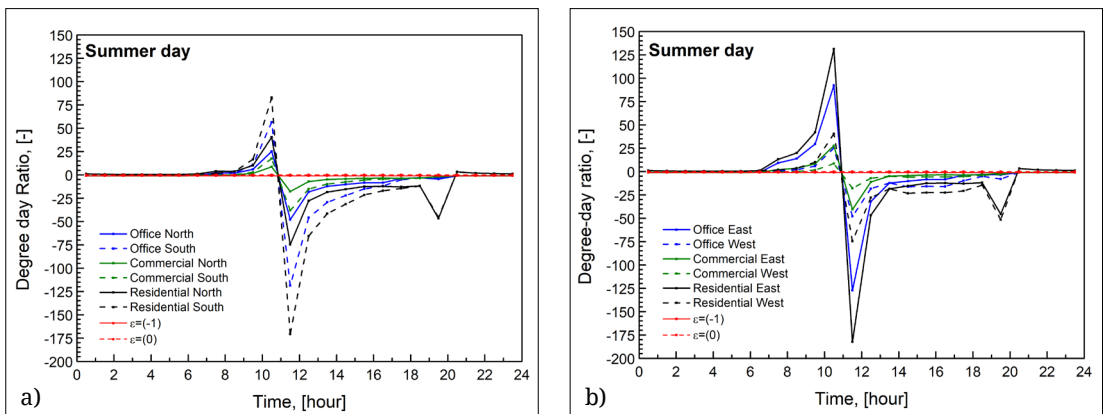 Summer day
Degree day Ratio, [-]
150
125
100
75
50
25
0
-25
-50
-75
-100
-125
-150
-175
-200
Office North
Office South
Commercial North
Commercial South
Residential North
Residential South
ε=(-1)
ε=(0)
0 2 4 6 8 10 12 14 16 18 20 22 24
Time, [hour]
a)
Summer day
Degree-day Ratio, [-]
150
125
100
75
50
25
0
-25
-50
-75
-100
-125
-150
-175
-200
Office East
Office West
Commercial East
Commercial West
Residential East
Residential West
ε=(-1)
ε=(0)
0 2 4 6 8 10 12 14 16 18 20 22 24
Time, [hour]
b)